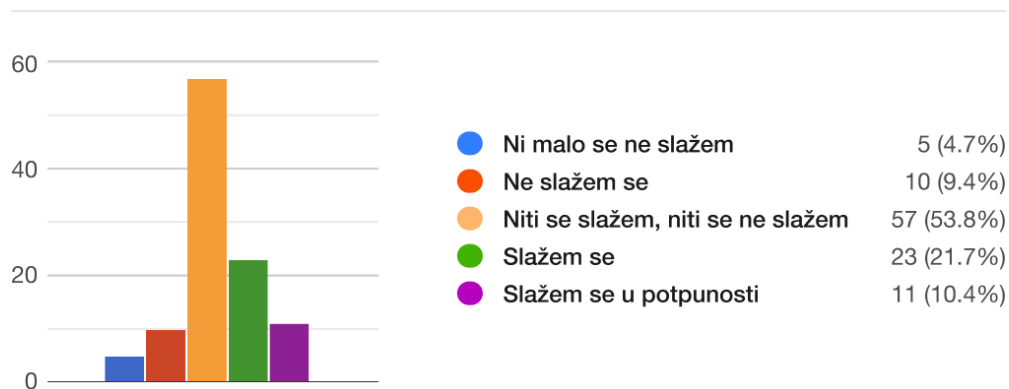 60
40
20
0
Ni malo se ne slažem 5 (4.7%)
Ne slažem se 10 (9.4%)
Niti se slažem, niti se ne slažem 57 (53.8%)
Slažem se 23 (21.7%)
Slažem se u potpunosti 11 (10.4%)